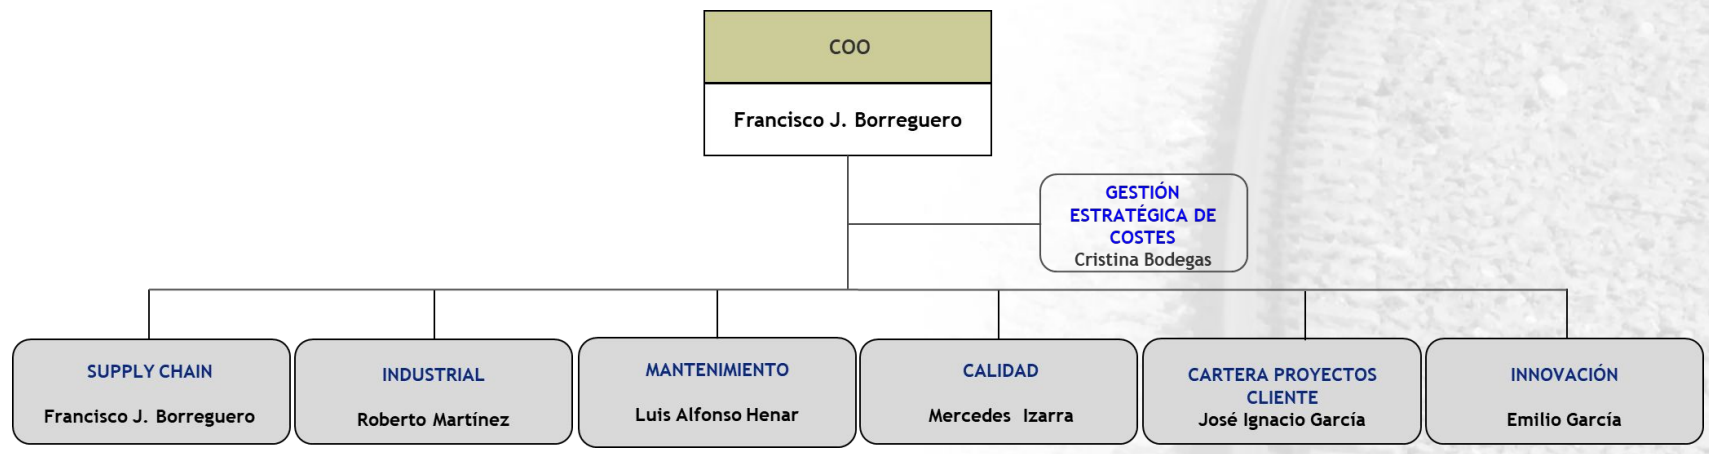 COO
Francisco J. Borreguero
GESTIÓN
ESTRATÉGICA DE
COSTES
Cristina Bodegas
SUPPLY CHAIN
Francisco J. Borreguero
INDUSTRIAL
Roberto Martínez
MANTENIMIENTO
Luis Alfonso Henar
CALIDAD
Mercedes Izarra
CARTERA PROYECTOS
CLIENTE
José Ignacio García
INNOVACIÓN
Emilio García